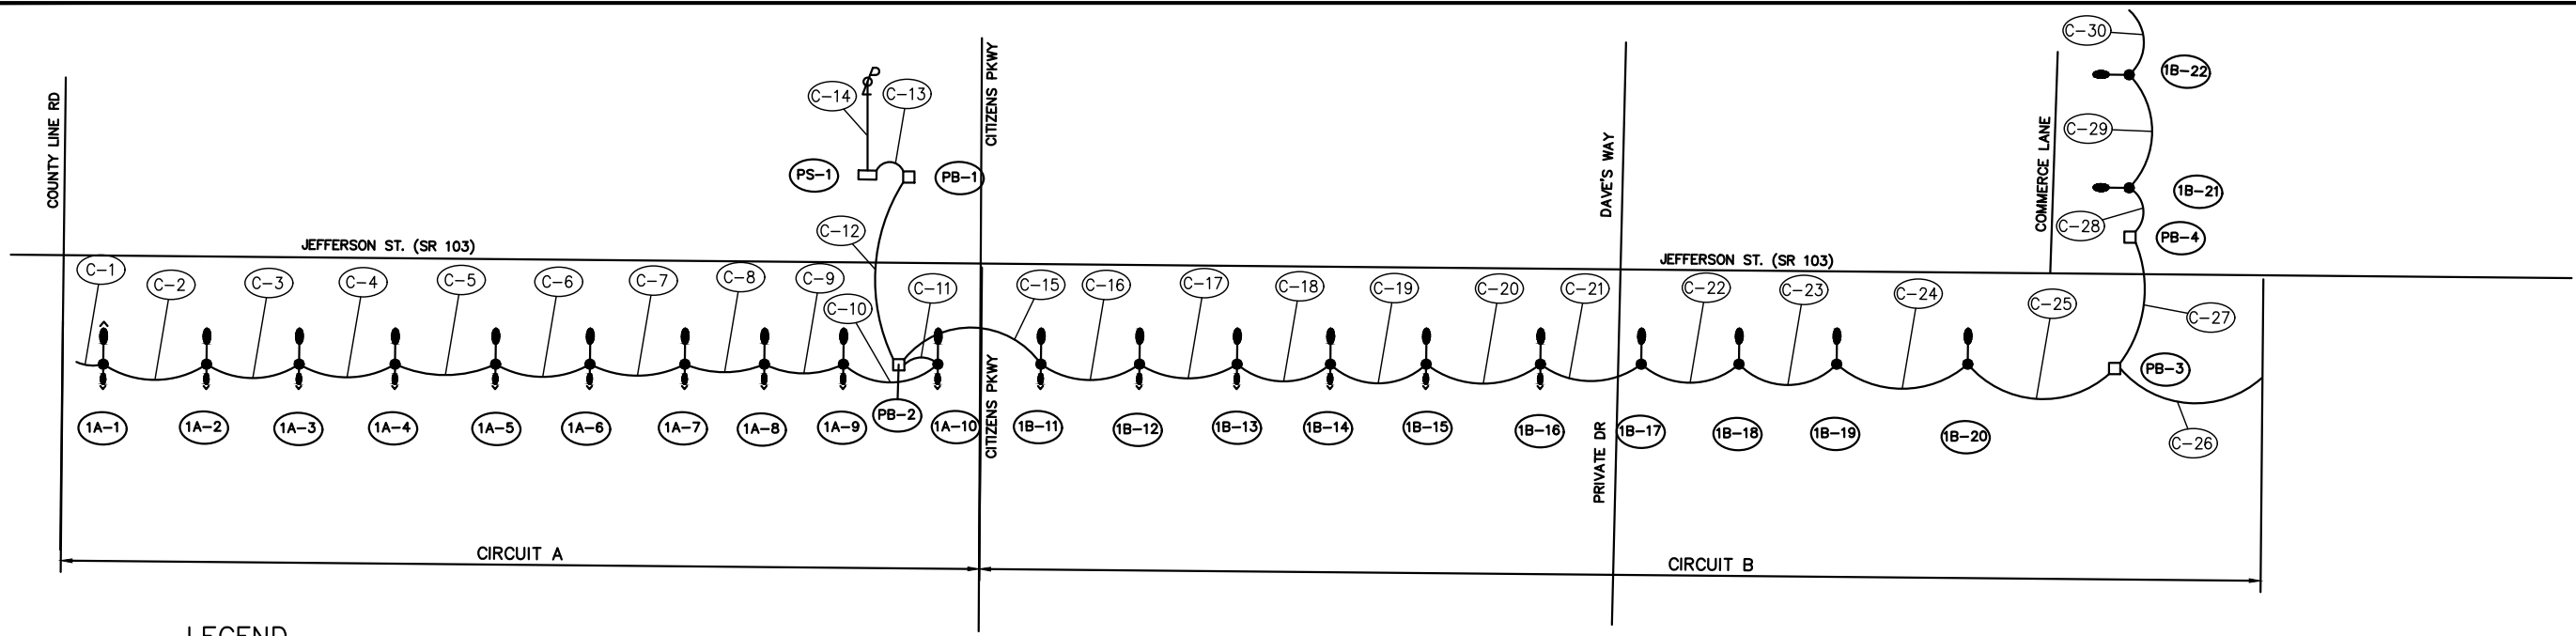 C-30
1B-22
C-14
C-13
CITIZENS PKWY
COUNTY LINE RD
C-29
COMMERCE LANE
DAVE'S WAY
PS-1
PB-1
1B-21
C-12
C-28
PB-4
JEFFERSON ST. (SR 103)
JEFFERSON ST. (SR 103)
C-1
C-2
C-3
C-4
C-5
C-6
C-7
C-8
C-9
C-10
C-11
C-15
C-16
C-17
C-18
C-19
C-20
C-21
C-22
C-23
C-24
C-25
C-27
PB-3
CITIZENS PKWY
PB-2
1A-1
1A-2
1A-3
1A-4
1A-5
1A-6
1A-7
1A-8
1A-9
1A-10
1B-11
1B-12
1B-13
1B-14
1B-15
1B-16
1B-17
1B-18
1B-19
1B-20
C-26
PRIVATE DR
CIRCUIT A
CIRCUIT B
LEGEND